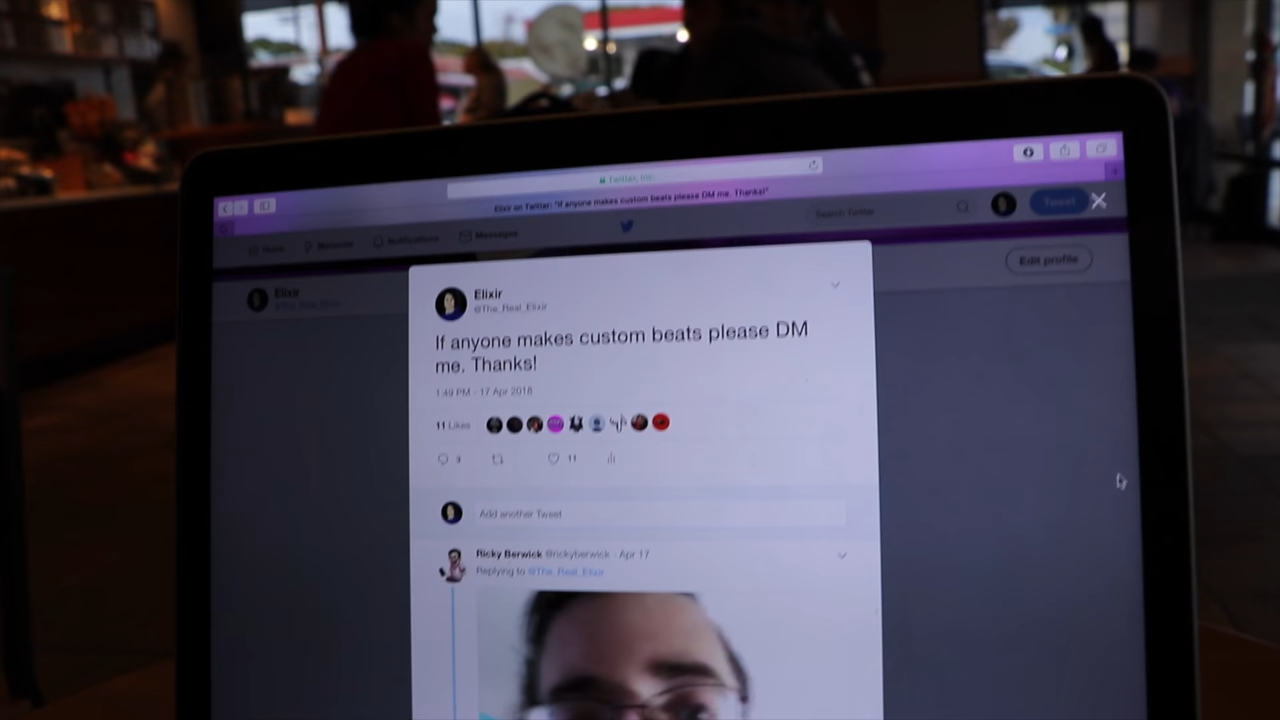 Twitter, Inc.
Elixir on Twitter: "If anyone makes custom beats please DM me. Thanks!"
Home Moments Notifications Messages Search Twitter Tweet
Elixir Edit profile
Elixir
@The_Real_Elixir
If anyone makes custom beats please DM
me. Thanks!
1:49 PM - 17 Apr 2018
11 Likes
3 11
Add another Tweet
Ricky Berwick @rickyberwick · Apr 17
Replying to @The_Real_Elixir